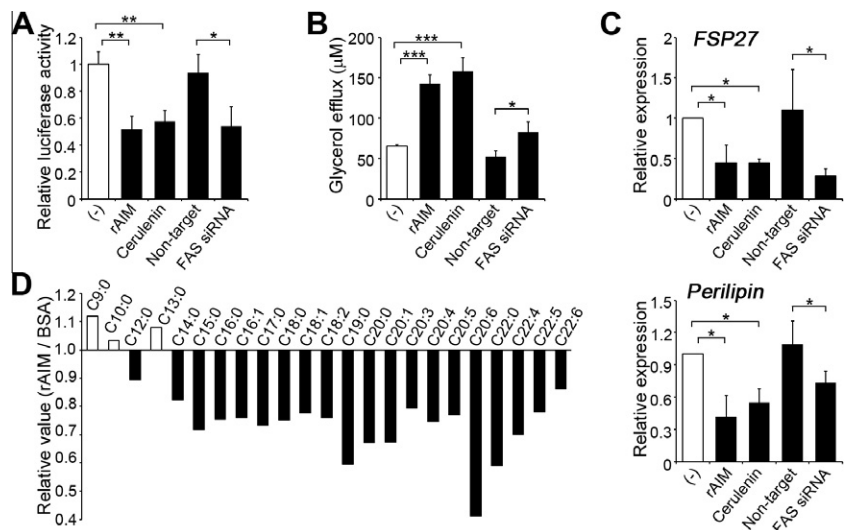 A
Relative luciferase activity
1.2
1
0.8
0.6
0.4
0.2
0
**
**
*
(-)
rAIM
Cerulenin
Non-target
FAS siRNA
B
Glycerol efflux (μM)
200
150
100
50
0
***
***
*
(-)
rAIM
Cerulenin
Non-target
FAS siRNA
C
FSP27
Relative expression
2
1.5
1
0.5
0
*
*
*
(-)
rAIM
Cerulenin
Non-target
FAS siRNA
Perilipin
Relative expression
1.5
1.2
0.9
0.6
0.3
0
*
*
*
(-)
rAIM
Cerulenin
Non-target
FAS siRNA
D
Relative value (rAIM / BSA)
1.2
1.1
1.0
0.9
0.8
0.7
0.6
0.5
0.4
C9:0
C10:0
C12:0
C13:0
C14:0
C15:0
C16:0
C16:1
C17:0
C18:0
C18:1
C18:2
C19:0
C20:0
C20:1
C20:3
C20:4
C20:5
C20:6
C22:0
C22:4
C22:5
C22:6